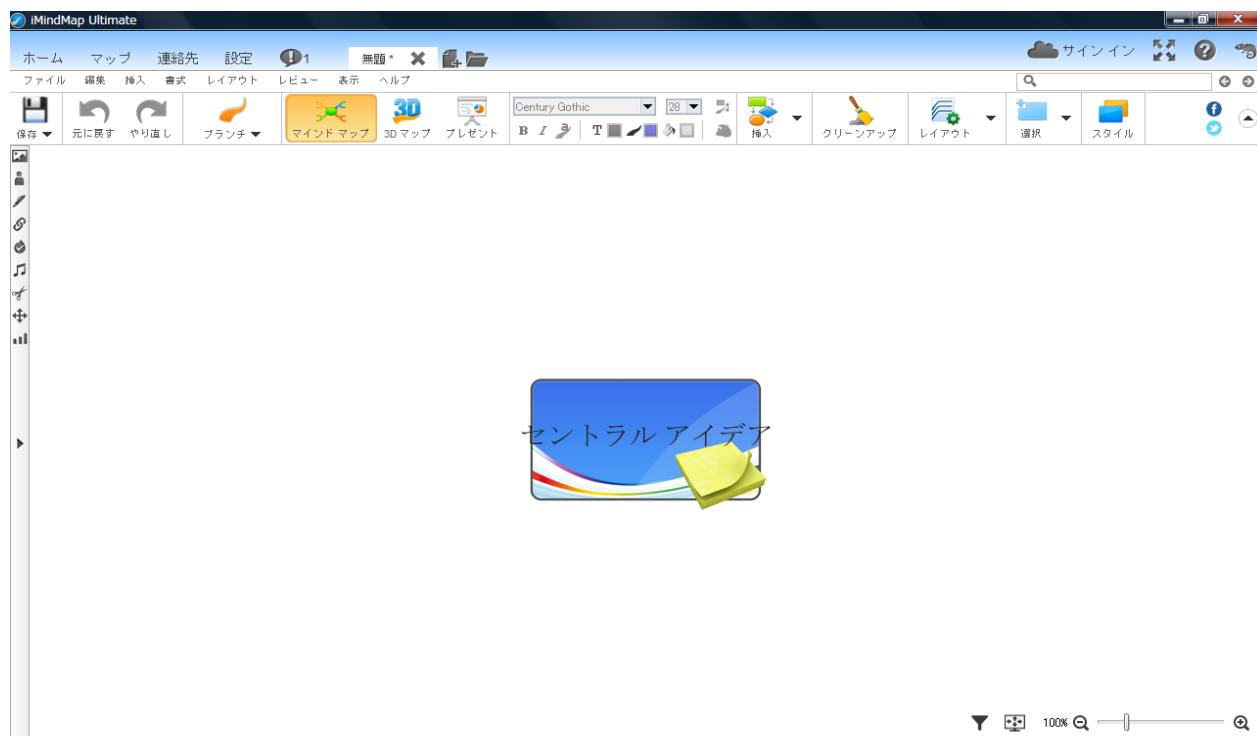 iMindMap Ultimate
ホーム マップ 連絡先 設定 1 無題* サインイン
ファイル 編集 挿入 書式 レイアウト レビュー 表示 ヘルプ
Century Gothic 28
保存 元に戻す やり直し ブランチ マインド マップ 3D 3D マップ プレゼント B I a T 挿入 クリーンアップ レイアウト 選択 スタイル
セントラル アイデア
100%